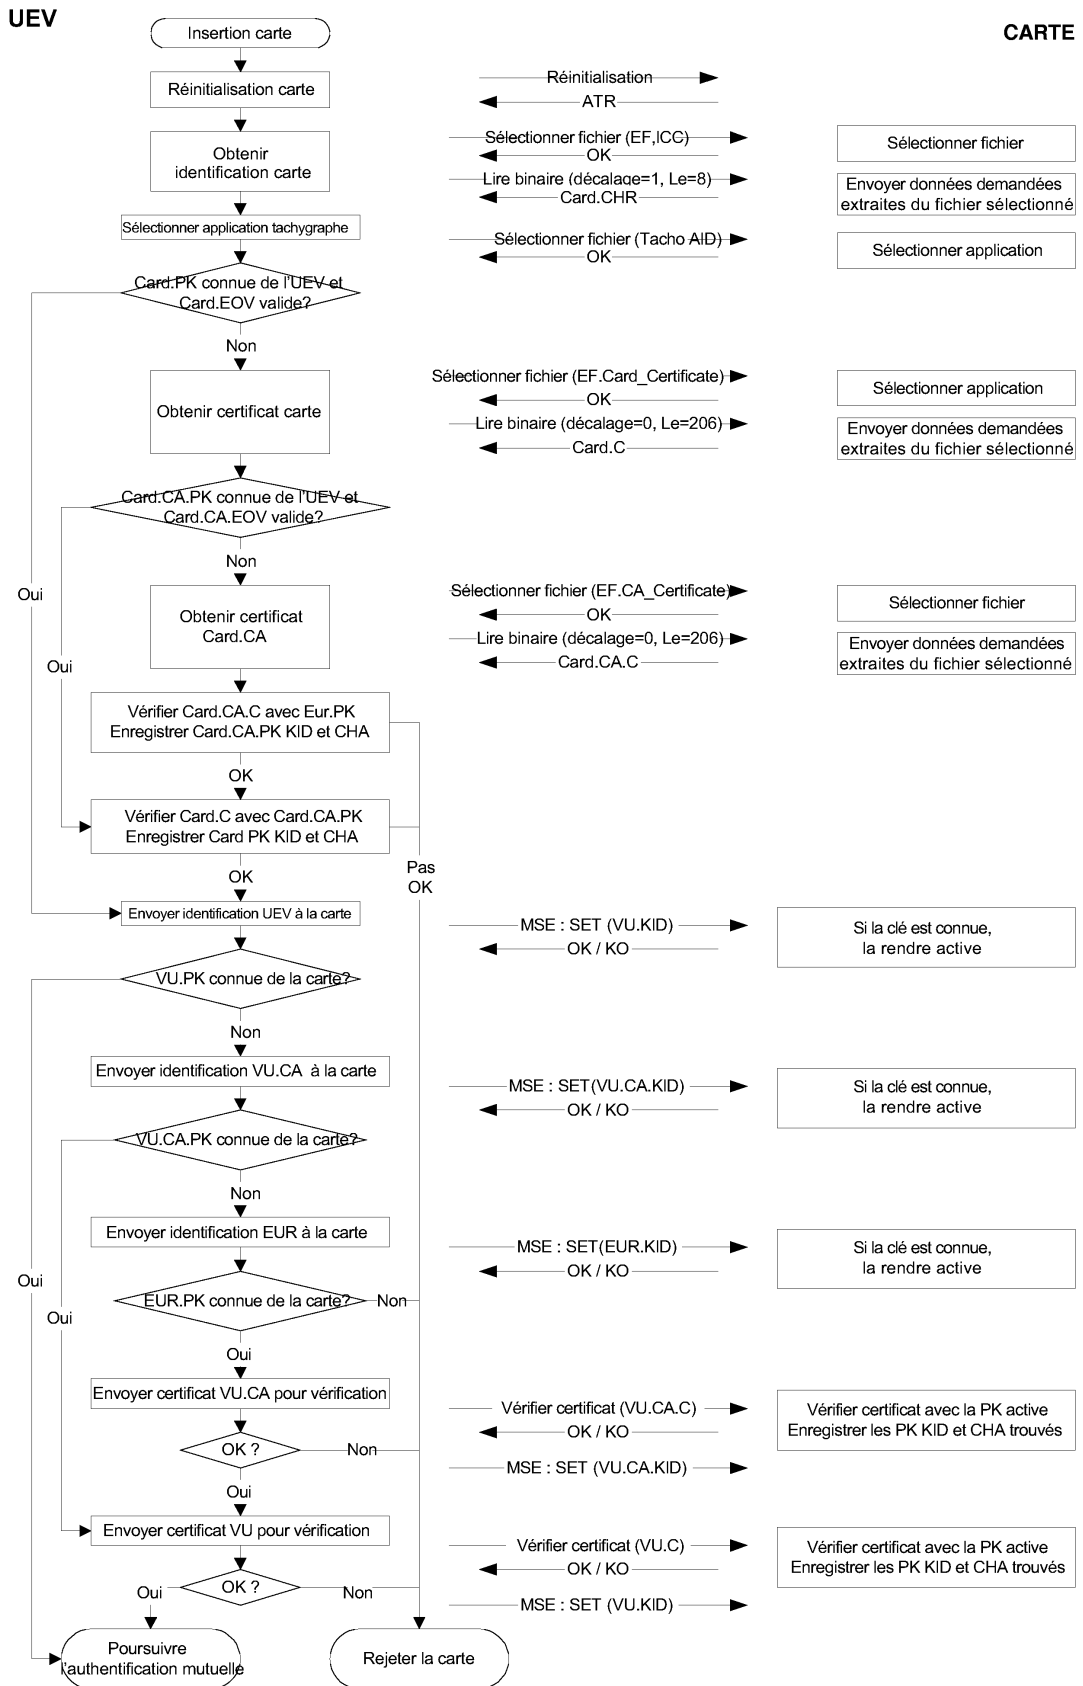 UEV
CARTE
Insertion carte
Réinitialisation carte
Réinitialisation
ATR
Obtenir
identification carte
Sélectionner fichier (EF,ICC)
OK
Sélectionner fichier
Lire binaire (décalage=1, Le=8)
Card.CHR
Envoyer données demandées
extraites du fichier sélectionné
Sélectionner application tachygraphe
Sélectionner fichier (Tacho AID)
OK
Sélectionner application
Card.PK connue de l'UEV et
Card.EOV valide?
Non
Obtenir certificat carte
Sélectionner fichier (EF.Card_Certificate)
OK
Sélectionner application
Lire binaire (décalage=0, Le=206)
Card.C
Envoyer données demandées
extraites du fichier sélectionné
Card.CA.PK connue de l'UEV et
Card.CA.EOV valide?
Non
Oui
Obtenir certificat
Card.CA
Sélectionner fichier (EF.CA_Certificate)
OK
Sélectionner fichier
Lire binaire (décalage=0, Le=206)
Card.CA.C
Envoyer données demandées
extraites du fichier sélectionné
Oui
Vérifier Card.CA.C avec Eur.PK
Enregistrer Card.CA.PK KID et CHA
OK
Vérifier Card.C avec Card.CA.PK
Enregistrer Card PK KID et CHA
OK
Pas
OK
Envoyer identification UEV à la carte
MSE : SET (VU.KID)
OK / KO
Si la clé est connue,
la rendre active
VU.PK connue de la carte?
Non
Envoyer identification VU.CA à la carte
MSE : SET(VU.CA.KID)
OK / KO
Si la clé est connue,
la rendre active
VU.CA.PK connue de la carte?
Non
Envoyer identification EUR à la carte
MSE : SET(EUR.KID)
OK / KO
Si la clé est connue,
la rendre active
Oui
EUR.PK connue de la carte?
Non
Oui
Oui
Envoyer certificat VU.CA pour vérification
Vérifier certificat (VU.CA.C)
OK / KO
Vérifier certificat avec la PK active
Enregistrer les PK KID et CHA trouvés
OK ?
Non
MSE : SET (VU.CA.KID)
Oui
Envoyer certificat VU pour vérification
Vérifier certificat (VU.C)
OK / KO
Vérifier certificat avec la PK active
Enregistrer les PK KID et CHA trouvés
Oui
OK ?
Non
MSE : SET (VU.KID)
Poursuivre
l'authentification mutuelle
Rejeter la carte